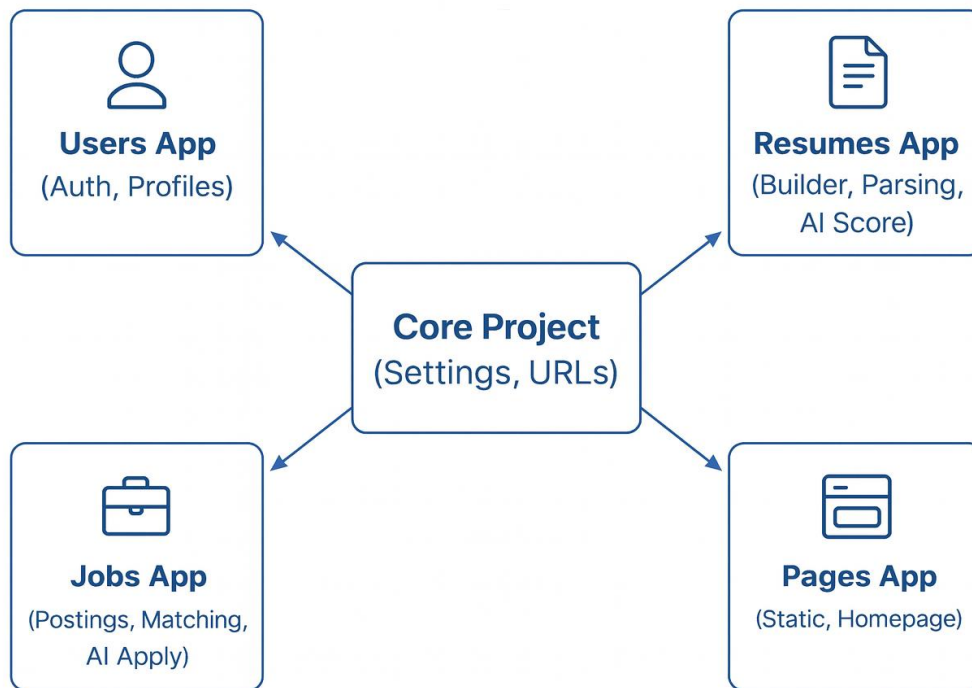 Users App
(Auth, Profiles)
Resumes App
(Builder, Parsing,
AI Score)
Core Project
(Settings, URLs)
Jobs App
(Postings, Matching,
AI Apply)
Pages App
(Static, Homepage)